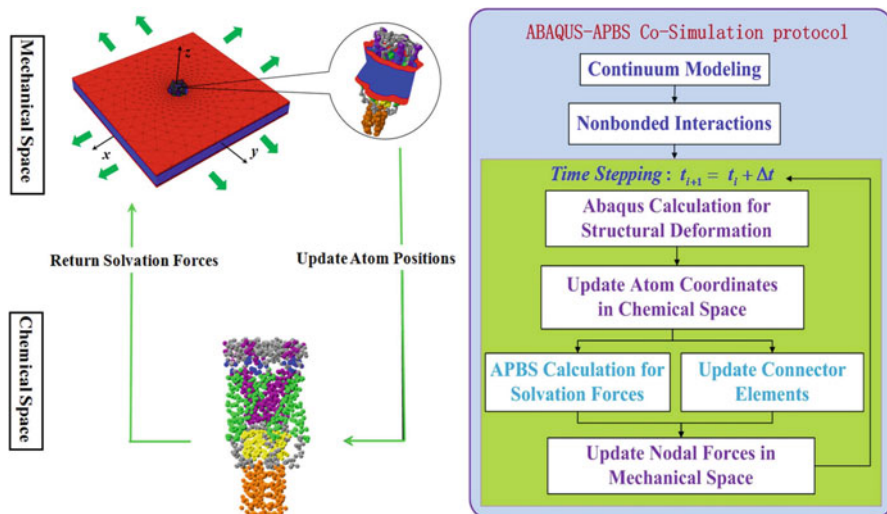 Mechanical Space
z
x
y
Return Solvation Forces
Update Atom Positions
Chemical Space
ABAQUS-APBS Co-Simulation protocol
Continuum Modeling
Nonbonded Interactions
Time Stepping : t_{i+1} = t_i + Δt
Abaqus Calculation for
Structural Deformation
Update Atom Coordinates
in Chemical Space
APBS Calculation for
Solvation Forces
Update Connector
Elements
Update Nodal Forces in
Mechanical Space